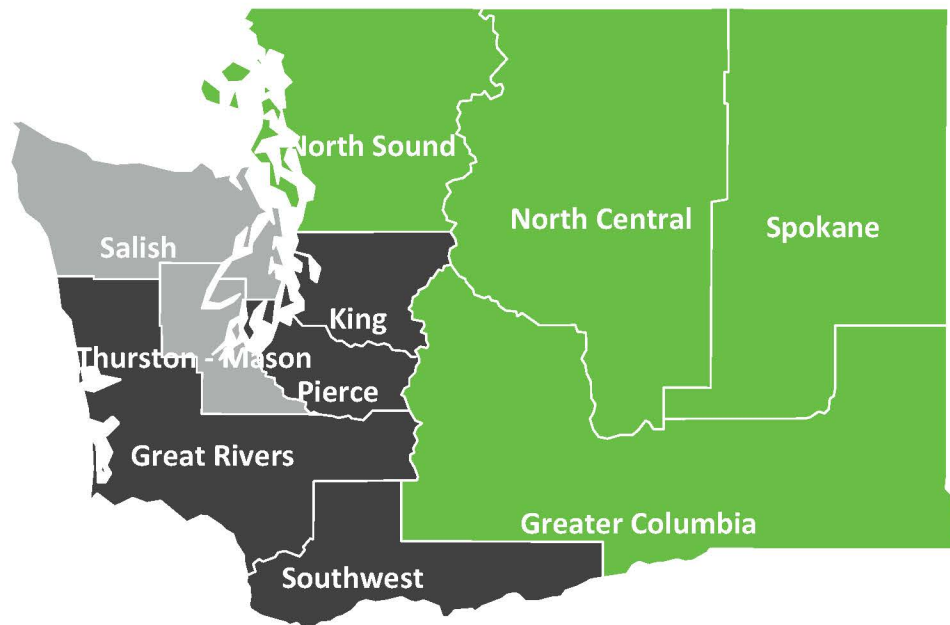 North Sound
North Central
Spokane
Salish
King
Thurston - Mason
Pierce
Great Rivers
Greater Columbia
Southwest